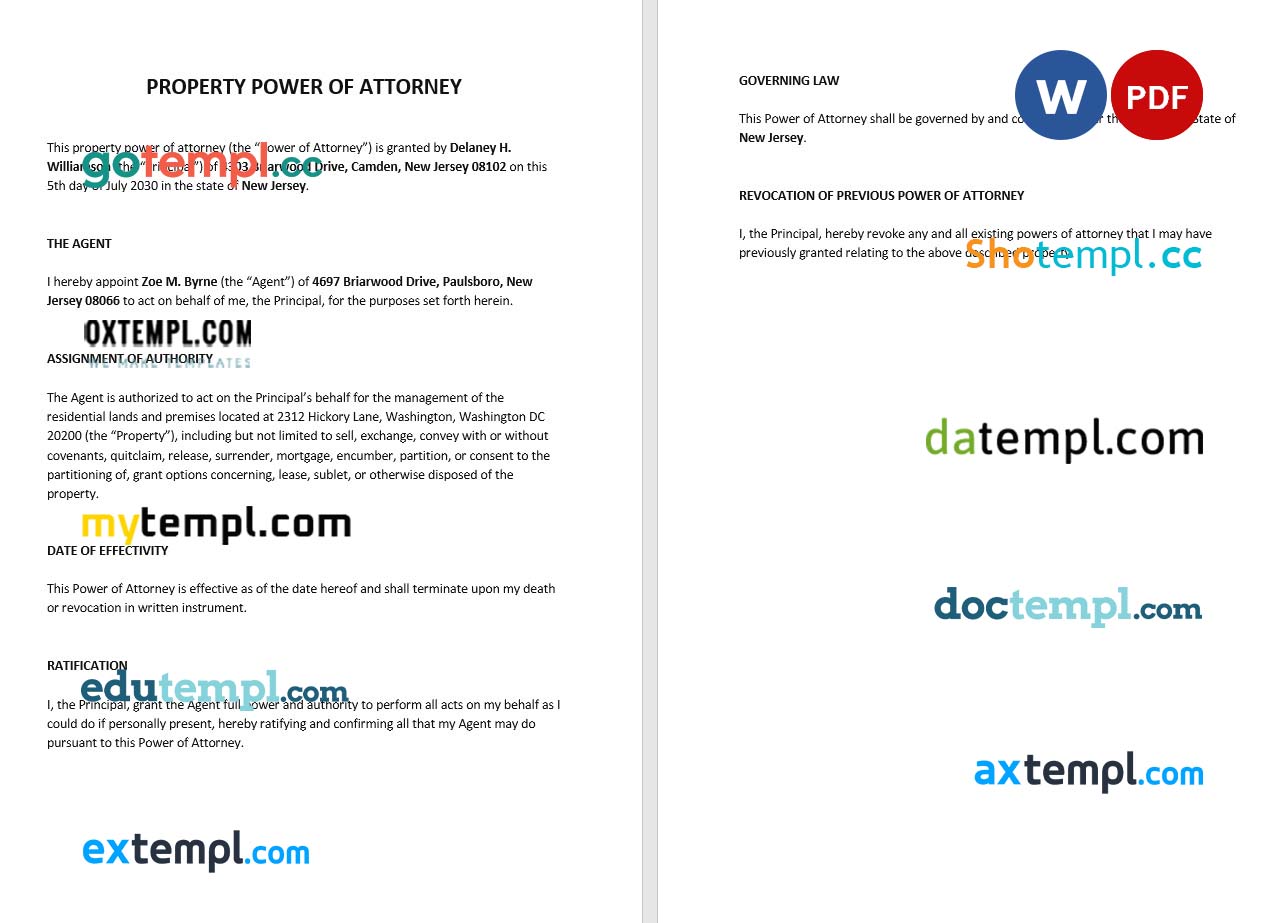 PROPERTY POWER OF ATTORNEY
This property power of attorney (the “Power of Attorney”) is granted by Delaney H.
Williamson (the “Principal”) of 4303 Briarwood Drive, Camden, New Jersey 08102 on this
5th day of July 2030 in the state of New Jersey.
gotempl.cc
THE AGENT
I hereby appoint Zoe M. Byrne (the “Agent”) of 4697 Briarwood Drive, Paulsboro, New
Jersey 08066 to act on behalf of me, the Principal, for the purposes set forth herein.
OXTEMPL.COM
WE MAKE TEMPLATES
ASSIGNMENT OF AUTHORITY
The Agent is authorized to act on the Principal’s behalf for the management of the
residential lands and premises located at 2312 Hickory Lane, Washington, Washington DC
20200 (the “Property”), including but not limited to sell, exchange, convey with or without
covenants, quitclaim, release, surrender, mortgage, encumber, partition, or consent to the
partitioning of, grant options concerning, lease, sublet, or otherwise disposed of the
property.
mytempl.com
DATE OF EFFECTIVITY
This Power of Attorney is effective as of the date hereof and shall terminate upon my death
or revocation in written instrument.
RATIFICATION
edutempl.com
I, the Principal, grant the Agent full power and authority to perform all acts on my behalf as I
could do if personally present, hereby ratifying and confirming all that my Agent may do
pursuant to this Power of Attorney.
extempl.com
GOVERNING LAW
W PDF
This Power of Attorney shall be governed by and State of
New Jersey.
REVOCATION OF PREVIOUS POWER OF ATTORNEY
I, the Principal, hereby revoke any and all existing powers of attorney that I may have
previously granted relating to the above described property.
Shotempl.cc
datempl.com
doctempl.com
axtempl.com